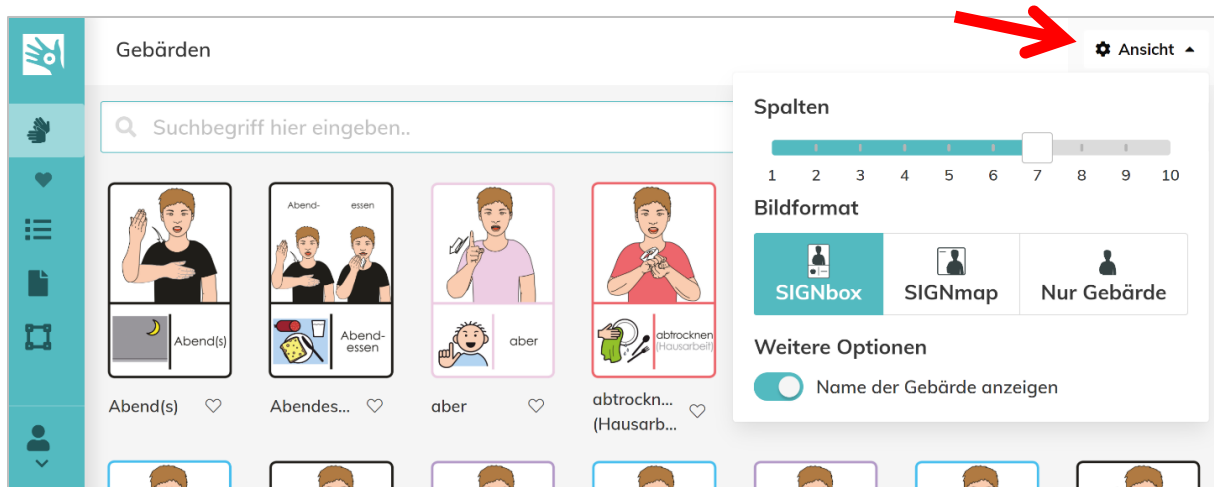 Gebärden
Ansicht
Suchbegriff hier eingeben..
Spalten
1 2 3 4 5 6 7 8 9 10
Bildformat
SIGNbox SIGNmap Nur Gebärde
Weitere Optionen
Name der Gebärde anzeigen
Abend- essen
Abend(s)
Abend-
essen
aber
abtrocknen
(Hausarbeit)
Abend(s)
Abendes...
aber
abtrockn...
(Hausarb...